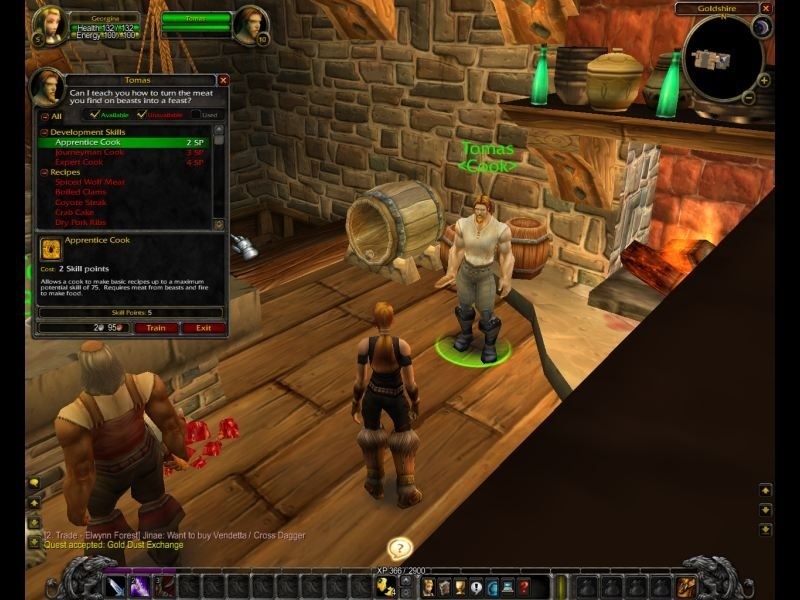 Georgina
Health 132 / 132
Energy 100 / 100
5
Tomas
10
Goldshire
N
Tomas
Can I teach you how to turn the meat
you find on beasts into a feast?
All
Available
Unavailable
Used
Development Skills
Apprentice Cook 2 SP
Journeyman Cook 3 SP
Expert Cook 4 SP
Recipes
Spiced Wolf Meat
Boiled Clams
Coyote Steak
Crab Cake
Dry Pork Ribs
Apprentice Cook
Cost: 2 Skill points
Allows a cook to make basic recipes up to a maximum
potential skill of 75. Requires meat from beasts and fire
to make food.
Skill Points: 5
2 95
Train
Exit
Tomas
<Cook>
[2. Trade - Elwynn Forest] Jinae: Want to buy Vendetta / Cross Dagger
Quest accepted: Gold Dust Exchange
?
XP 366 / 2900